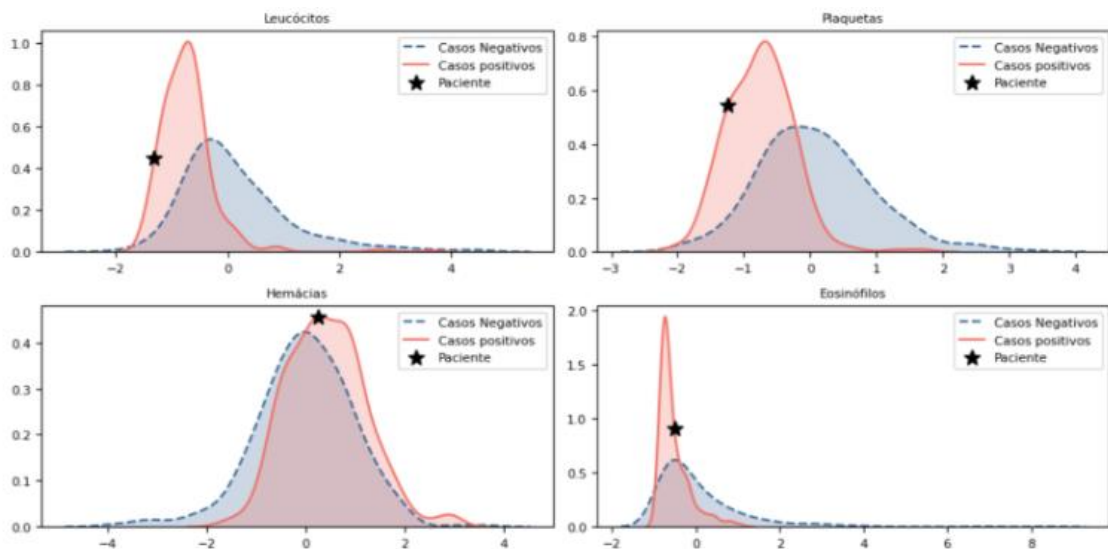 Leucócitos
1.0
0.8
0.6
0.4
0.2
0.0
−2
0
2
4
Casos Negativos
Casos positivos
Paciente
Plaquetas
0.8
0.6
0.4
0.2
0.0
−3
−2
−1
0
1
2
3
4
Casos Negativos
Casos positivos
Paciente
Hemácias
0.4
0.3
0.2
0.1
0.0
−4
−2
0
2
4
Casos Negativos
Casos positivos
Paciente
Eosinófilos
2.0
1.5
1.0
0.5
0.0
−2
0
2
4
6
8
Casos Negativos
Casos positivos
Paciente